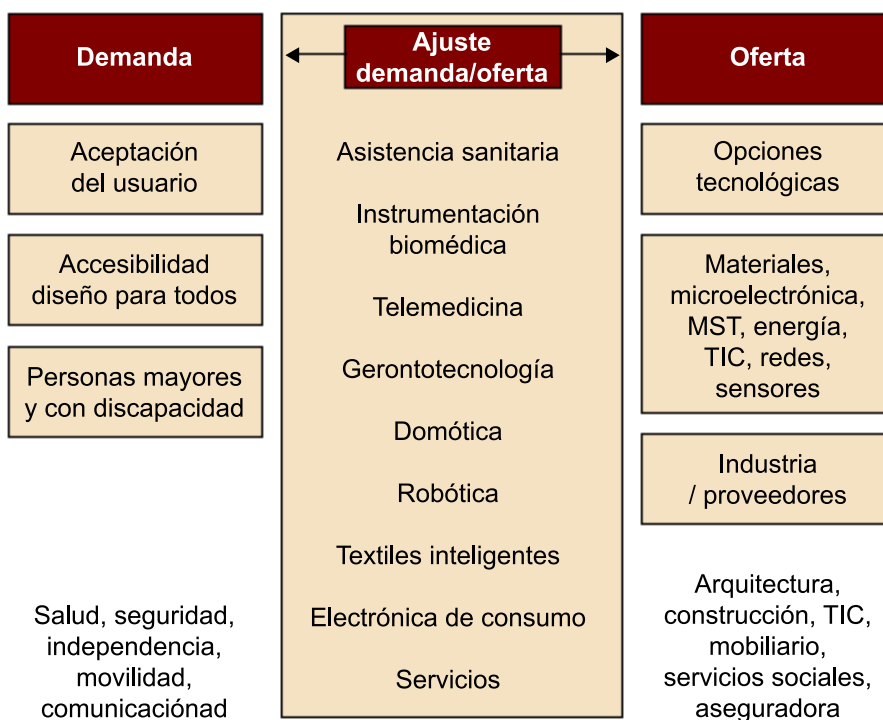 Demanda
Aceptación
del usuario
Accesibilidad
diseño para todos
Personas mayores
y con discapacidad
Salud, seguridad,
independencia,
movilidad,
comunicaciónad
Ajuste
demanda/oferta
Asistencia sanitaria
Instrumentación
biomédica
Telemedicina
Gerontotecnología
Domótica
Robótica
Textiles inteligentes
Electrónica de consumo
Servicios
Oferta
Opciones
tecnológicas
Materiales,
microelectrónica,
MST, energía,
TIC, redes,
sensores
Industria
/ proveedores
Arquitectura,
construcción, TIC,
mobiliario,
servicios sociales,
aseguradora